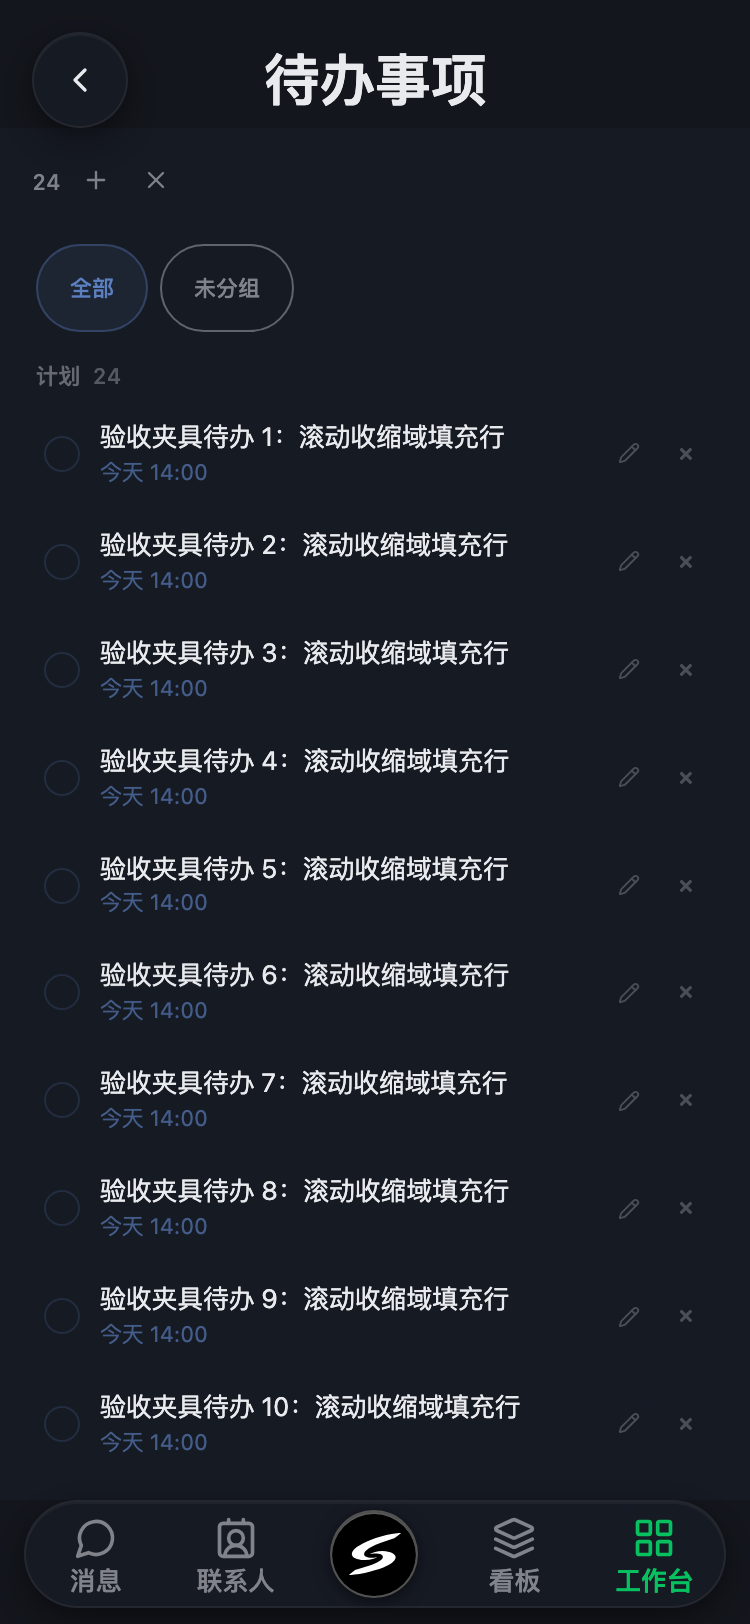 待办事项
24
全部 未分组
计划 24
验收夹具待办 1：滚动收缩域填充行
今天 14:00
验收夹具待办 2：滚动收缩域填充行
今天 14:00
验收夹具待办 3：滚动收缩域填充行
今天 14:00
验收夹具待办 4：滚动收缩域填充行
今天 14:00
验收夹具待办 5：滚动收缩域填充行
今天 14:00
验收夹具待办 6：滚动收缩域填充行
今天 14:00
验收夹具待办 7：滚动收缩域填充行
今天 14:00
验收夹具待办 8：滚动收缩域填充行
今天 14:00
验收夹具待办 9：滚动收缩域填充行
今天 14:00
验收夹具待办 10：滚动收缩域填充行
今天 14:00
消息 联系人 看板 工作台